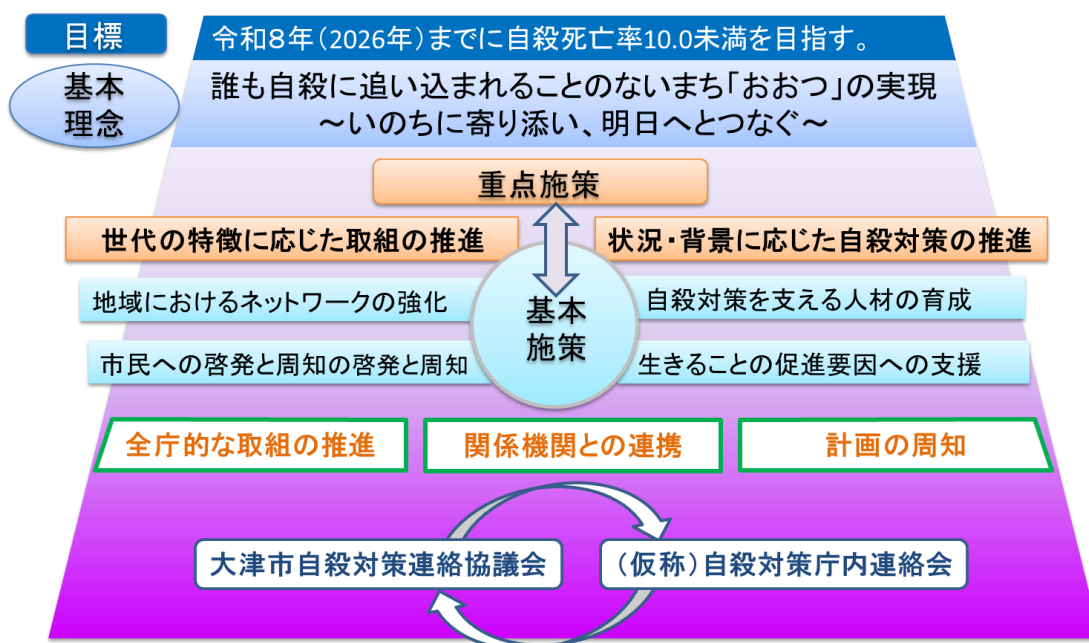 目標
令和8年(2026年)までに自殺死亡率10.0未満を目指す。
基本
理念
誰も自殺に追い込まれることのないまち「おおつ」の実現
～いのちに寄り添い、明日へとつなぐ～
重点施策
世代の特徴に応じた取組の推進
状況・背景に応じた自殺対策の推進
基本
施策
地域におけるネットワークの強化
自殺対策を支える人材の育成
市民への啓発と周知の啓発と周知
生きることの促進要因への支援
全庁的な取組の推進
関係機関との連携
計画の周知
大津市自殺対策連絡協議会
(仮称)自殺対策庁内連絡会